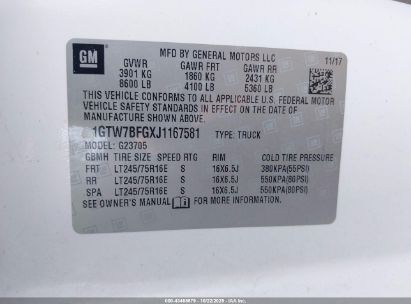 GM
MFD BY GENERAL MOTORS LLC
11/17
GVWR GAWR FRT GAWR RR
3901 KG 1860 KG 2431 KG
8600 LB 4100 LB 5360 LB
THIS VEHICLE CONFORMS TO ALL APPLICABLE U.S. FEDERAL MOTOR
VEHICLE SAFETY STANDARDS IN EFFECT ON THE DATE OF
MANUFACTURE SHOWN ABOVE.
1GTW7BFGXJ1167581 TYPE: TRUCK
MODEL: G23705
GBMH TIRE SIZE SPEED RTG RIM COLD TIRE PRESSURE
FRT LT245/75R16E S 16X6.5J 380KPA(55PSI)
RR LT245/75R16E S 16X6.5J 550KPA(80PSI)
SPA LT245/75R16E S 16X6.5J 550KPA(80PSI)
SEE OWNER'S MANUAL FOR MORE INFORMATION